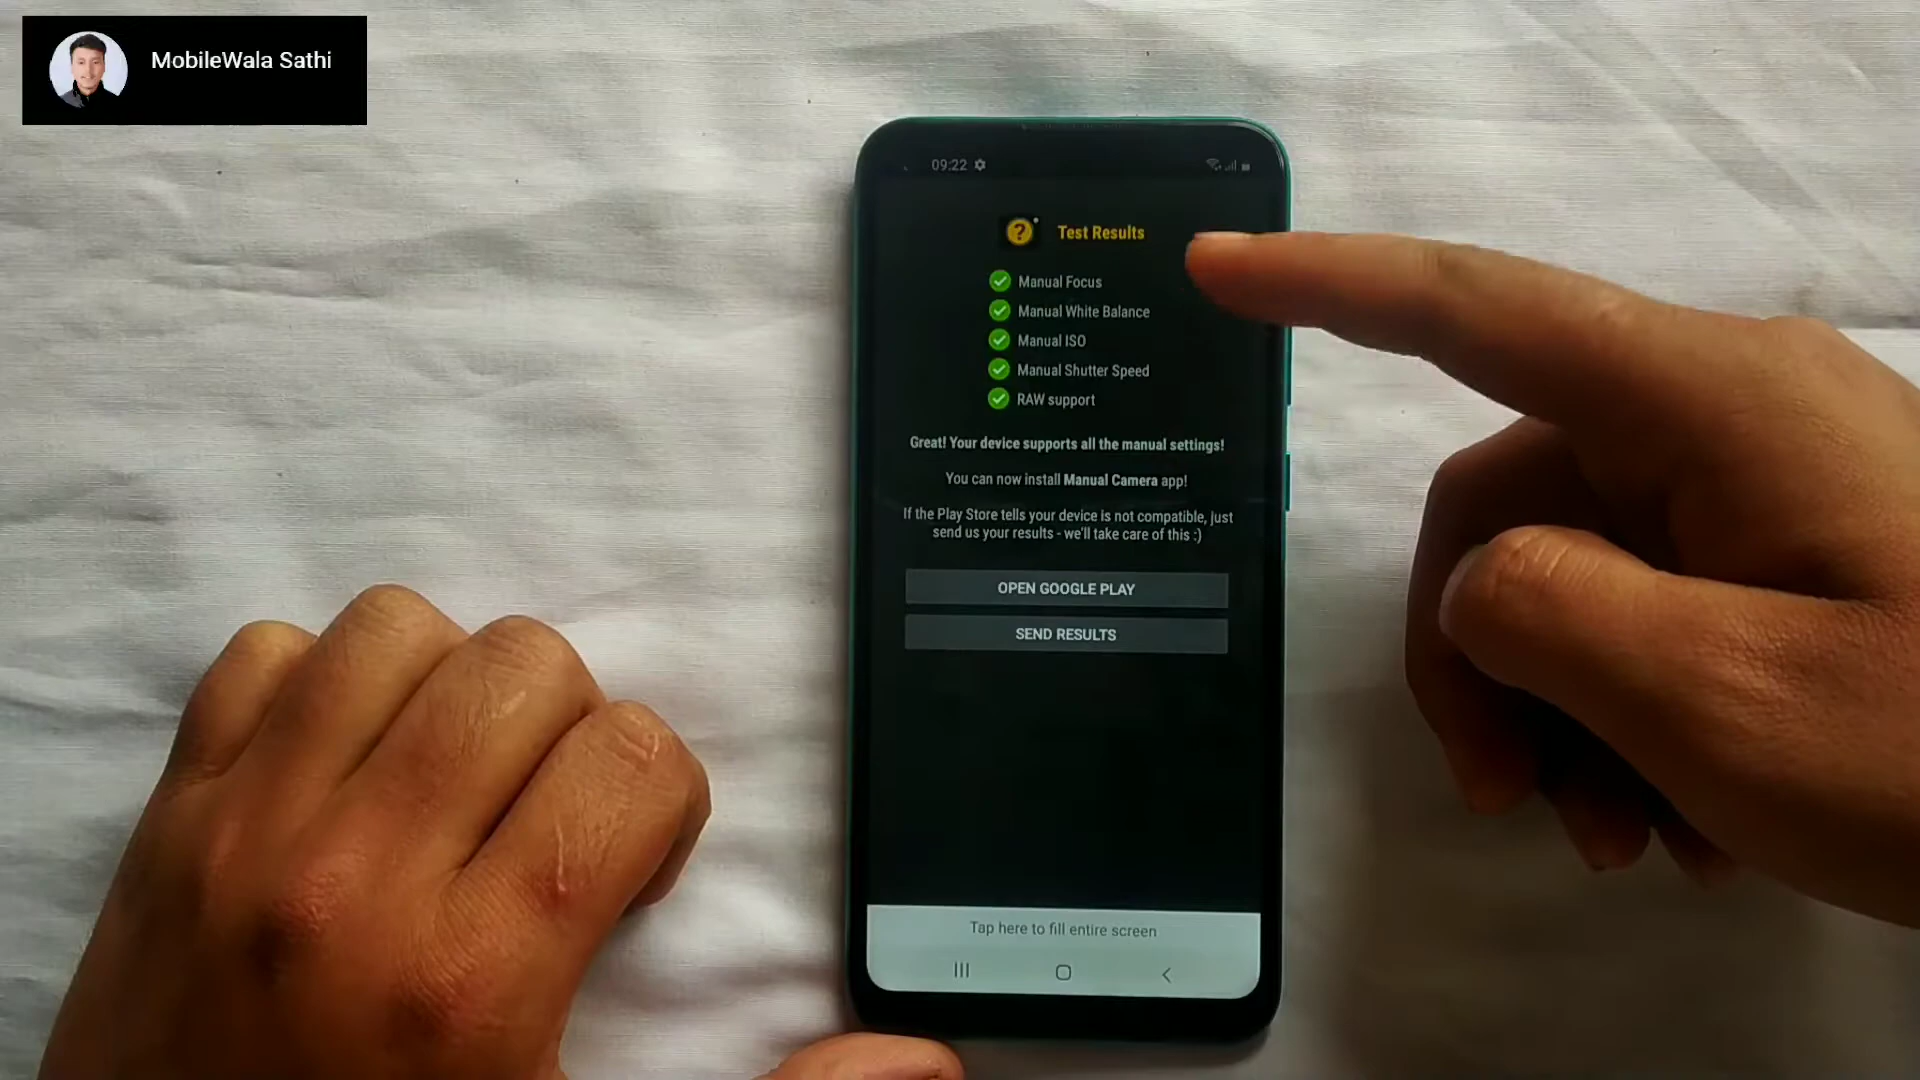 MobileWala Sathi
09:22
Test Results
Manual Focus
Manual White Balance
Manual ISO
Manual Shutter Speed
RAW support
Great! Your device supports all the manual settings!
You can now install Manual Camera app!
If the Play Store tells your device is not compatible, just
send us your results - we'll take care of this :)
OPEN GOOGLE PLAY
SEND RESULTS
Tap here to fill entire screen